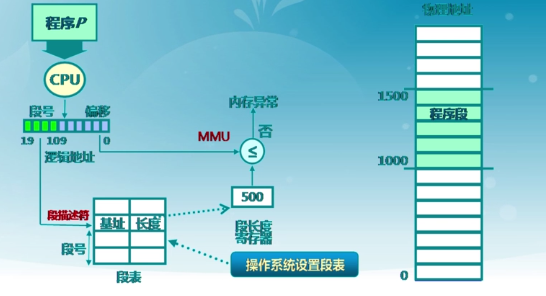 程序P
CPU
段号 偏移
19 10 9 0
逻辑地址
MMU
内存异常
否
≤
500
段长度
寄存器
段描述符
基址 长度
段号
段表
操作系统设置段表
物理地址
1500
程序段
1000
0